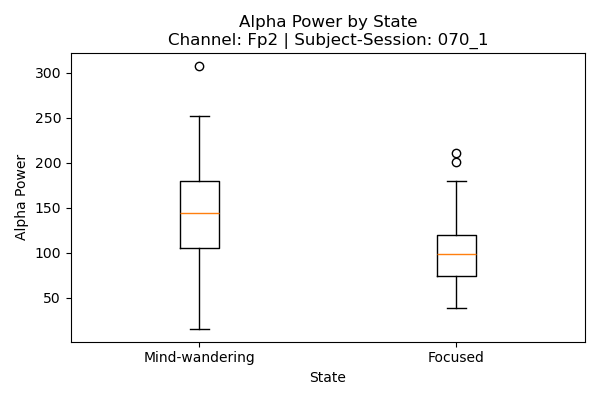 Alpha Power by State
Channel: Fp2 | Subject-Session: 070_1
300
250
200
150
100
50
Alpha Power
Mind-wandering
Focused
State